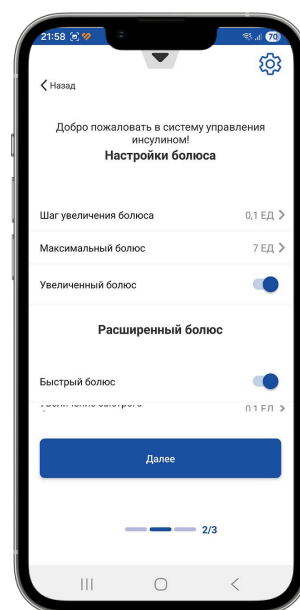 21:58
70
Назад
Добро пожаловать в систему управления
инсулином!
Настройки болюса
Шаг увеличения болюса 0,1 ЕД
Максимальный болюс 7 ЕД
Увеличенный болюс
Расширенный болюс
Быстрый болюс
0,1 ЕД
Далее
2/3